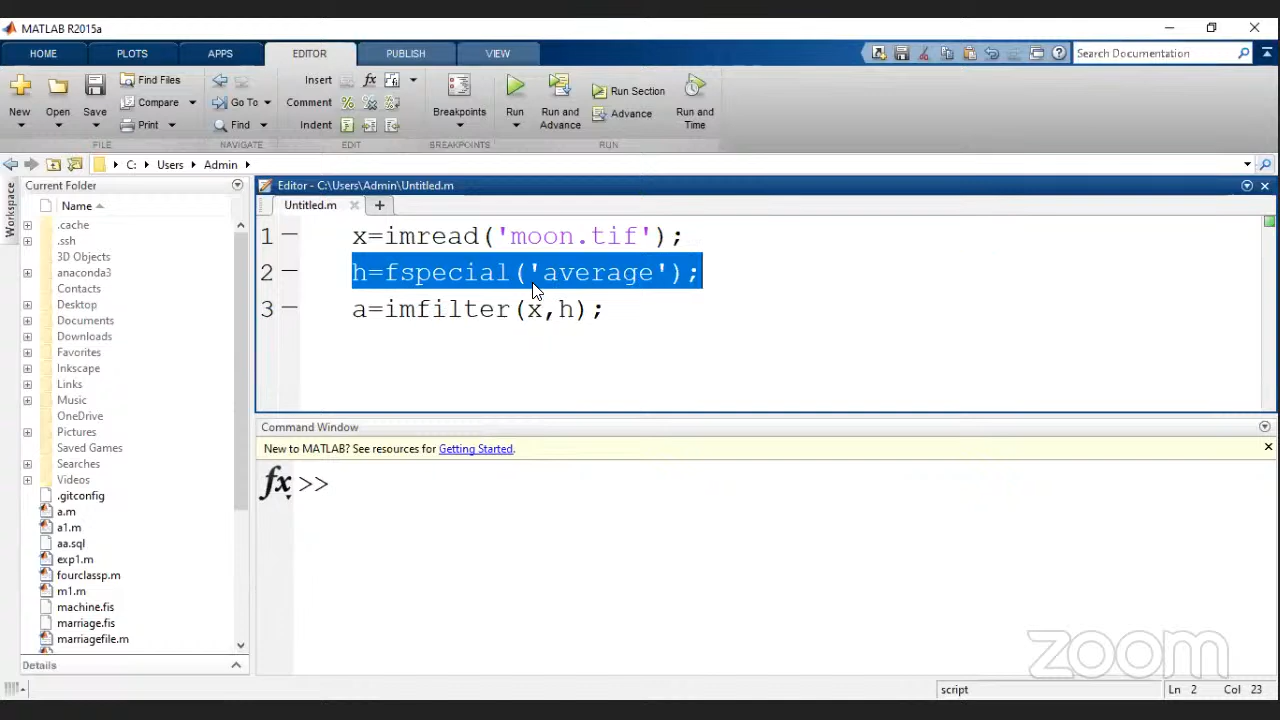 MATLAB R2015a
HOME PLOTS APPS EDITOR PUBLISH VIEW Search Documentation
New Open Save Find Files Compare Print Go To Find Insert fx Comment Indent Breakpoints Run Run and Advance Run Section Advance Run and Time
FILE NAVIGATE EDIT BREAKPOINTS RUN
C: Users Admin
Workspace
Current Folder
Name
.cache
.ssh
3D Objects
anaconda3
Contacts
Desktop
Documents
Downloads
Favorites
Inkscape
Links
Music
OneDrive
Pictures
Saved Games
Searches
Videos
.gitconfig
a.m
a1.m
aa.sql
exp1.m
fourclassp.m
m1.m
machine.fis
marriage.fis
marriagefile.m
Details
Editor - C:\Users\Admin\Untitled.m
Untitled.m
1 x=imread('moon.tif');
2 h=fspecial('average');
3 a=imfilter(x,h);
Command Window
New to MATLAB? See resources for Getting Started.
fx >>
zoom
script Ln 2 Col 23